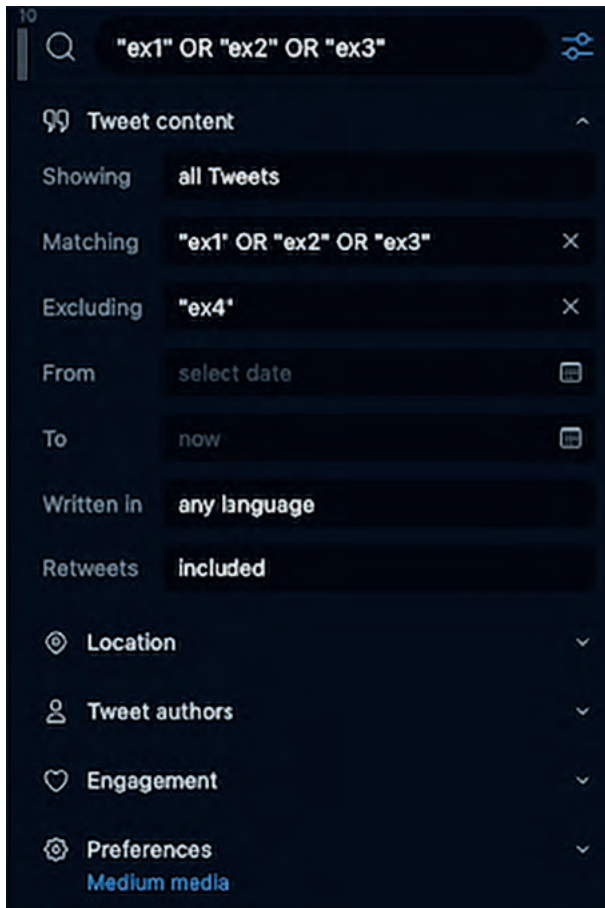 10
"ex1" OR "ex2" OR "ex3"
Tweet content
Showing all Tweets
Matching "ex1" OR "ex2" OR "ex3"
Excluding "ex4"
From select date
To now
Written in any language
Retweets included
Location
Tweet authors
Engagement
Preferences
Medium media